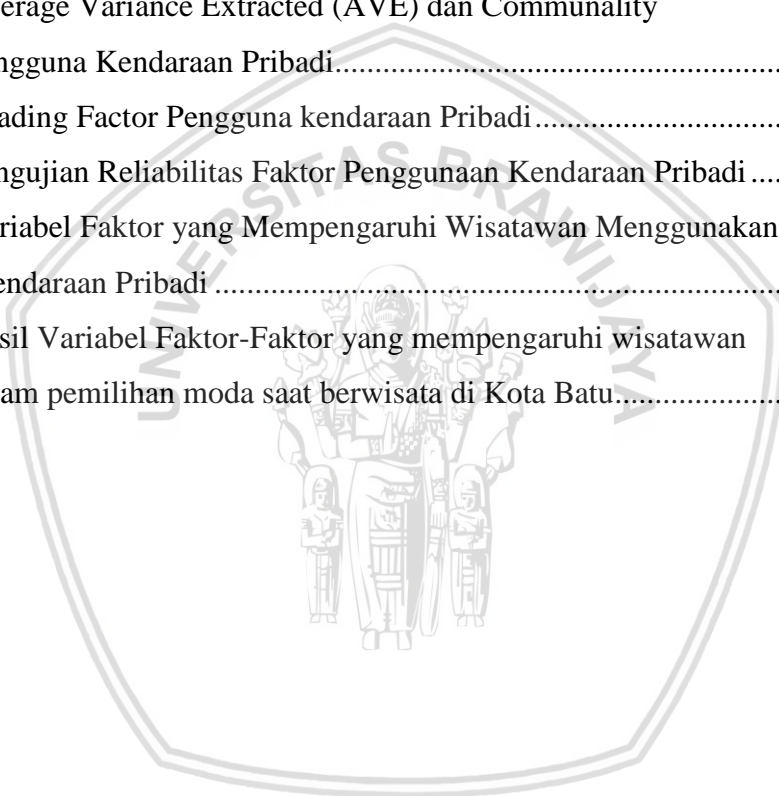 erage Variance Extracted (AVE) dan Communality
ngguna Kendaraan Pribadi
ading Factor Pengguna kendaraan Pribadi
ngujian Reliabilitas Faktor Penggunaan Kendaraan Pribadi
riabel Faktor yang Mempengaruhi Wisatawan Menggunakan
endaraan Pribadi
sil Variabel Faktor-Faktor yang mempengaruhi wisatawan
am pemilihan moda saat berwisata di Kota Batu
UNIVERSITAS BRAWIJAYA